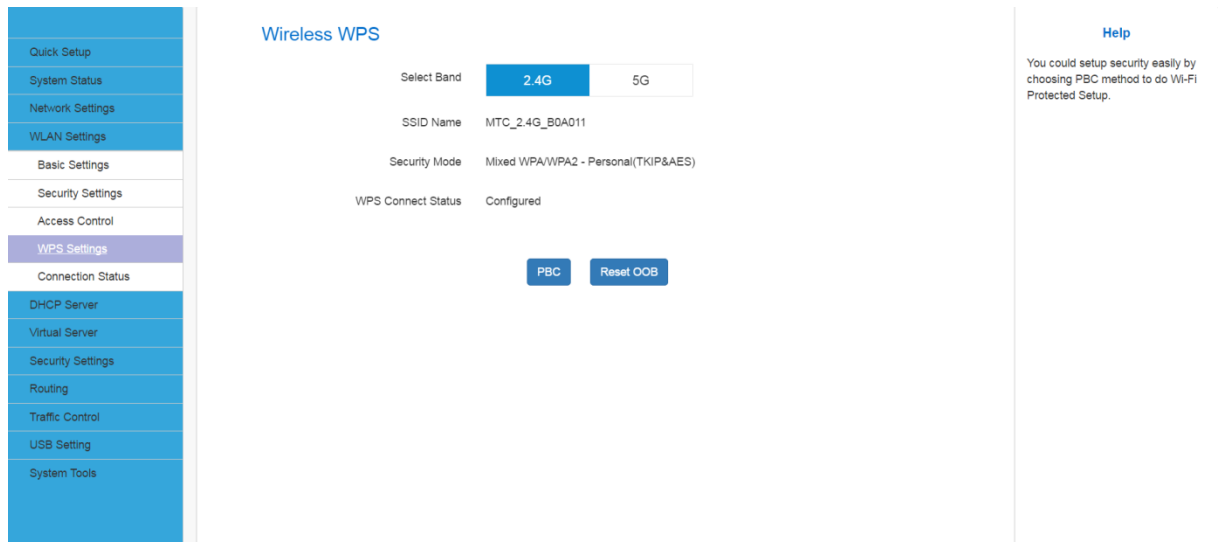 Quick Setup
System Status
Network Settings
WLAN Settings
Basic Settings
Security Settings
Access Control
WPS Settings
Connection Status
DHCP Server
Virtual Server
Security Settings
Routing
Traffic Control
USB Setting
System Tools
Wireless WPS
Select Band 2.4G 5G
SSID Name MTC_2.4G_B0A011
Security Mode Mixed WPA/WPA2 - Personal(TKIP&AES)
WPS Connect Status Configured
PBC Reset OOB
Help
You could setup security easily by
choosing PBC method to do Wi-Fi
Protected Setup.